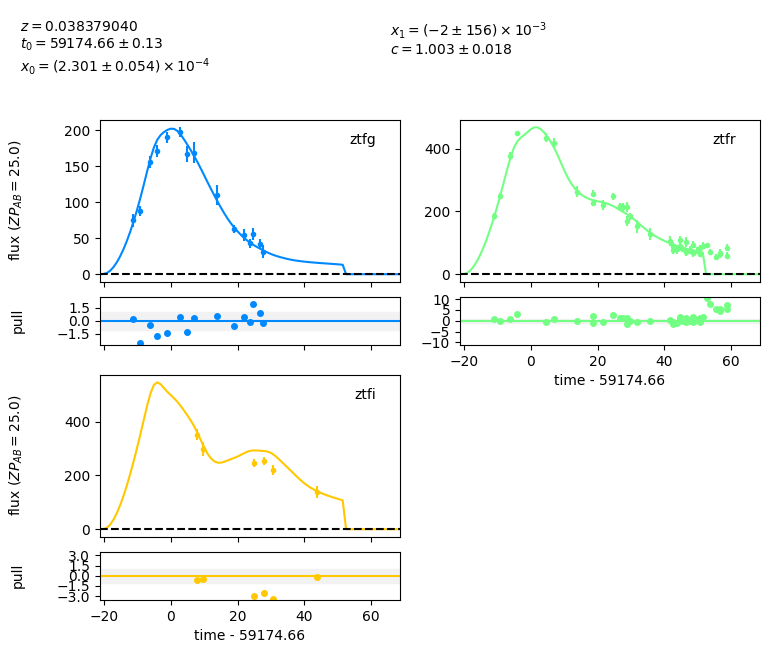 z = 0.038379040
t₀ = 59174.66 ± 0.13
x₀ = (2.301 ± 0.054) × 10⁻⁴
x₁ = (−2 ± 156) × 10⁻³
c = 1.003 ± 0.018
flux (ZP_AB = 25.0)
ztfg
200
150
100
50
0
pull
1.5
0.0
−1.5
ztfr
400
200
0
10
5
0
−5
−10
−20 0 20 40 60
time - 59174.66
flux (ZP_AB = 25.0)
ztfi
400
200
0
pull
3.0
1.5
0.0
−1.5
−3.0
−20 0 20 40 60
time - 59174.66